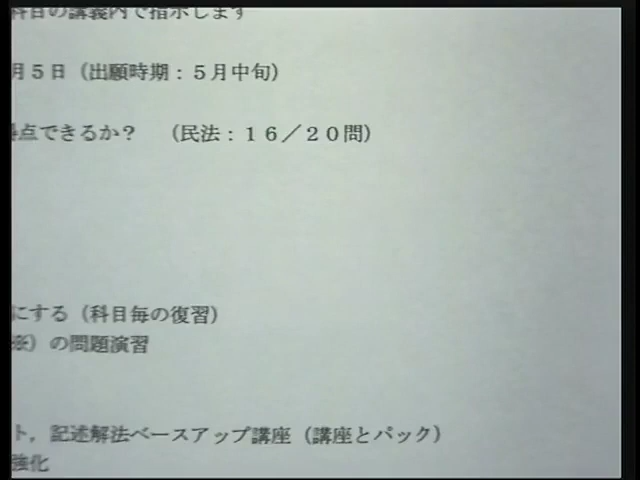 科目の講義内で指示します
月５日（出願時期：５月中旬）
点できるか？　（民法：１６／２０問）
にする（科目毎の復習）
※）の問題演習
ト，記述解法ベースアップ講座（講座とパック）
強化